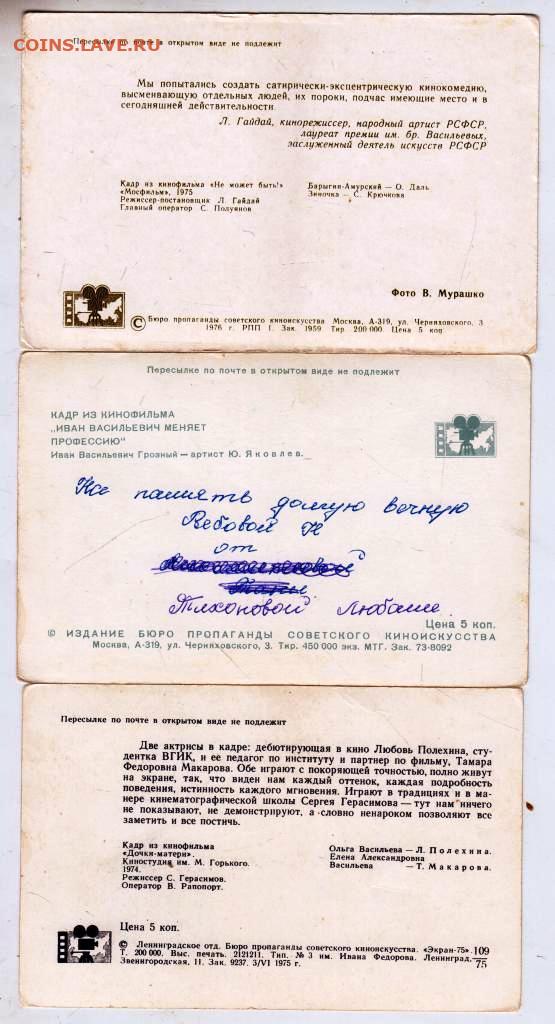 COINS.LAVE.RU
Пересылке по почте в открытом виде не подлежит
Мы попытались создать сатирически-эксцентрическую кинокомедию,
высмеивающую отдельных людей, их пороки, подчас имеющие место и в
сегодняшней действительности.
Л. Гайдай, кинорежиссер, народный артист РСФСР,
лауреат премии им. бр. Васильевых,
заслуженный деятель искусств РСФСР
Кадр из кинофильма «Не может быть!»
«Мосфильм», 1975
Режиссер-постановщик Л. Гайдай
Главный оператор С. Полуянов
Барыгин-Амурский — О. Даль
Зиночка — С. Крючкова
Фото В. Мурашко
© Бюро пропаганды советского киноискусства Москва, А-319, ул. Черняховского, 3
1976 г. РПП 1. Зак. 1959 Тир. 200 000. Цена 5 коп.
Пересылке по почте в открытом виде не подлежит
КАДР ИЗ КИНОФИЛЬМА
„ИВАН ВАСИЛЬЕВИЧ МЕНЯЕТ
ПРОФЕССИЮ“
Иван Васильевич Грозный — артист Ю. Яковлев.
На память долгую вечную
Вебовой Н
от
Тихоновой Любаше
Цена 5 коп.
© ИЗДАНИЕ БЮРО ПРОПАГАНДЫ СОВЕТСКОГО КИНОИСКУССТВА
Москва, А-319, ул. Черняховского, 3. Тир. 450 000 экз. МТГ. Зак. 73-8092
Пересылке по почте в открытом виде не подлежит
Две актрисы в кадре: дебютирующая в кино Любовь Полехина, сту-
дентка ВГИК, и ее педагог по институту и партнер по фильму, Тамара
Федоровна Макарова. Обе играют с покоряющей точностью, полно живут
на экране, так, что виден нам каждый оттенок, каждая подробность
поведения, истинность каждого мгновения. Играют в традициях и в ма-
нере кинематографической школы Сергея Герасимова — тут нам ничего
не показывают, не демонстрируют, а словно ненароком позволяют все
заметить и все постичь.
Кадр из кинофильма
«Дочки-матери».
Киностудия им. М. Горького.
1974.
Режиссер С. Герасимов.
Оператор В. Рапопорт.
Ольга Васильева — Л. Полехина.
Елена Александровна
Васильева — Т. Макарова.
Цена 5 коп.
© Ленинградское отд. Бюро пропаганды советского киноискусства. «Экран-75». 109
Т. 200 000. Выс. печать. 2121211. Тип. № 3 им. Ивана Федорова. Ленинград,
Звенигородская, 11. Зак. 9237. 3/VI 1975 г. 75